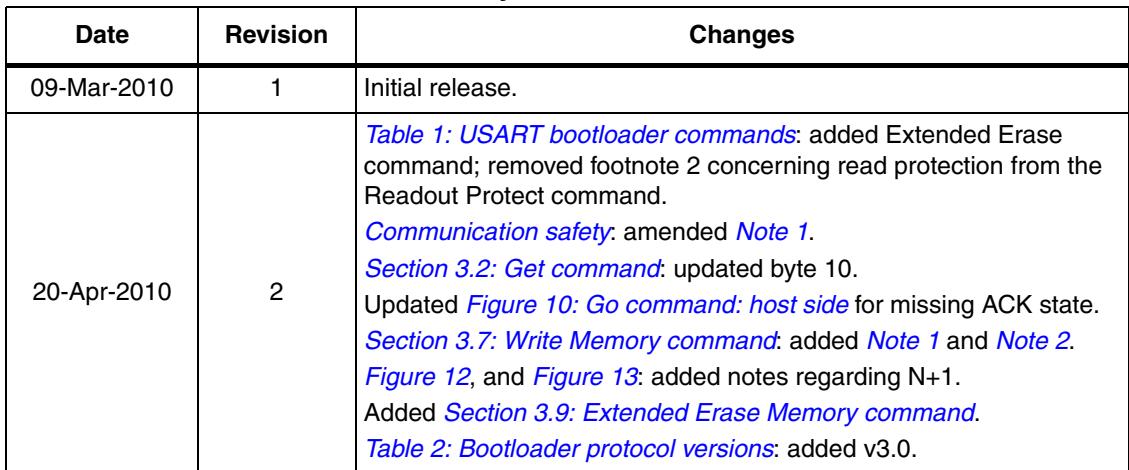 Date Revision Changes
09-Mar-2010 1 Initial release.
Table 1: USART bootloader commands: added Extended Erase
command; removed footnote 2 concerning read protection from the
Readout Protect command.
Communication safety: amended Note 1.
Section 3.2: Get command: updated byte 10.
20-Apr-2010 2 Updated Figure 10: Go command: host side for missing ACK state.
Section 3.7: Write Memory command: added Note 1 and Note 2.
Figure 12, and Figure 13: added notes regarding N+1.
Added Section 3.9: Extended Erase Memory command.
Table 2: Bootloader protocol versions: added v3.0.